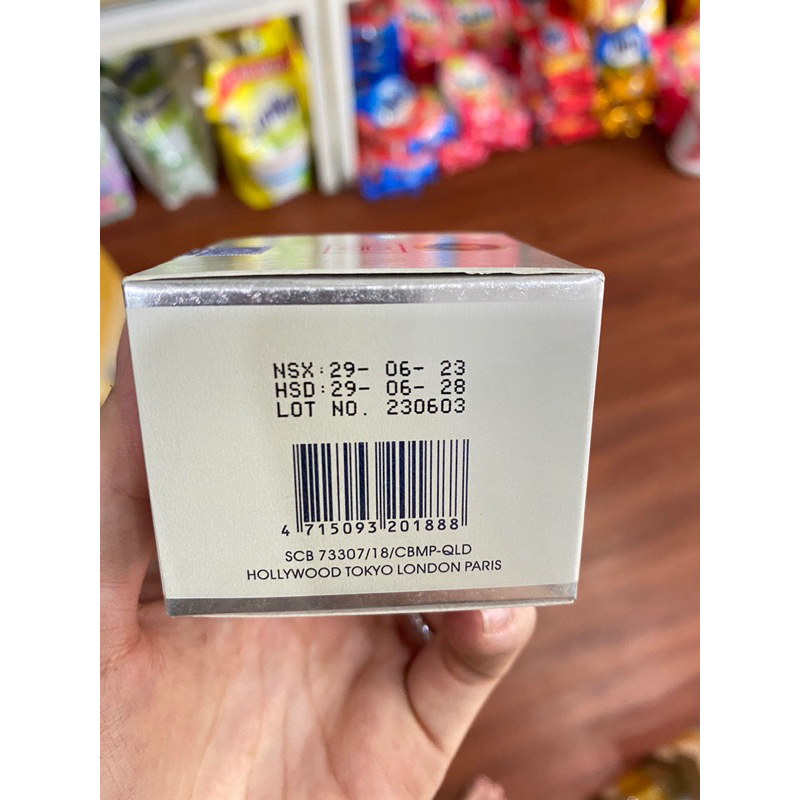 NSX: 29- 06- 23
HSD: 29- 06- 28
LOT NO. 230603
4 715093 201888
SCB 73307/18/CBMP-QLD
HOLLYWOOD TOKYO LONDON PARIS